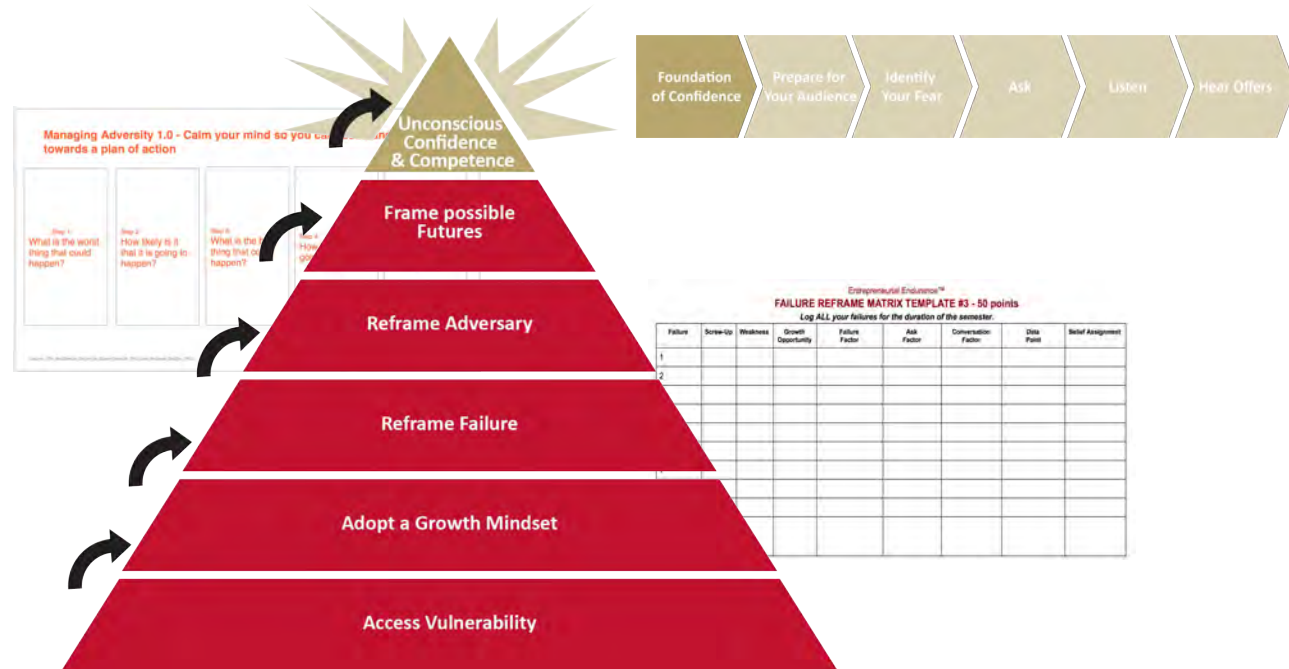 Foundation
of Confidence
Prepare for
Your Audience
Identify
Your Fear
Ask
Listen
Hear Offers
Managing Adversity 1.0 - Calm your mind so you
towards a plan of action
Step 1:
What is the worst
thing that could
happen?
Step 2:
How likely is it
that it is going to
happen?
Step 3:
What is the
thing that
Step 4
Unconscious
Confidence
& Competence
Frame possible
Futures
Reframe Adversary
Reframe Failure
Adopt a Growth Mindset
Access Vulnerability
Entrepreneurial Endurance™
FAILURE REFRAME MATRIX TEMPLATE #3 - 50 points
Log ALL your failures for the duration of the semester.
Failure Screw-Up Weakness Growth Opportunity Failure Factor Ask Factor Conversation Factor Data Point Belief Assignment
1
2